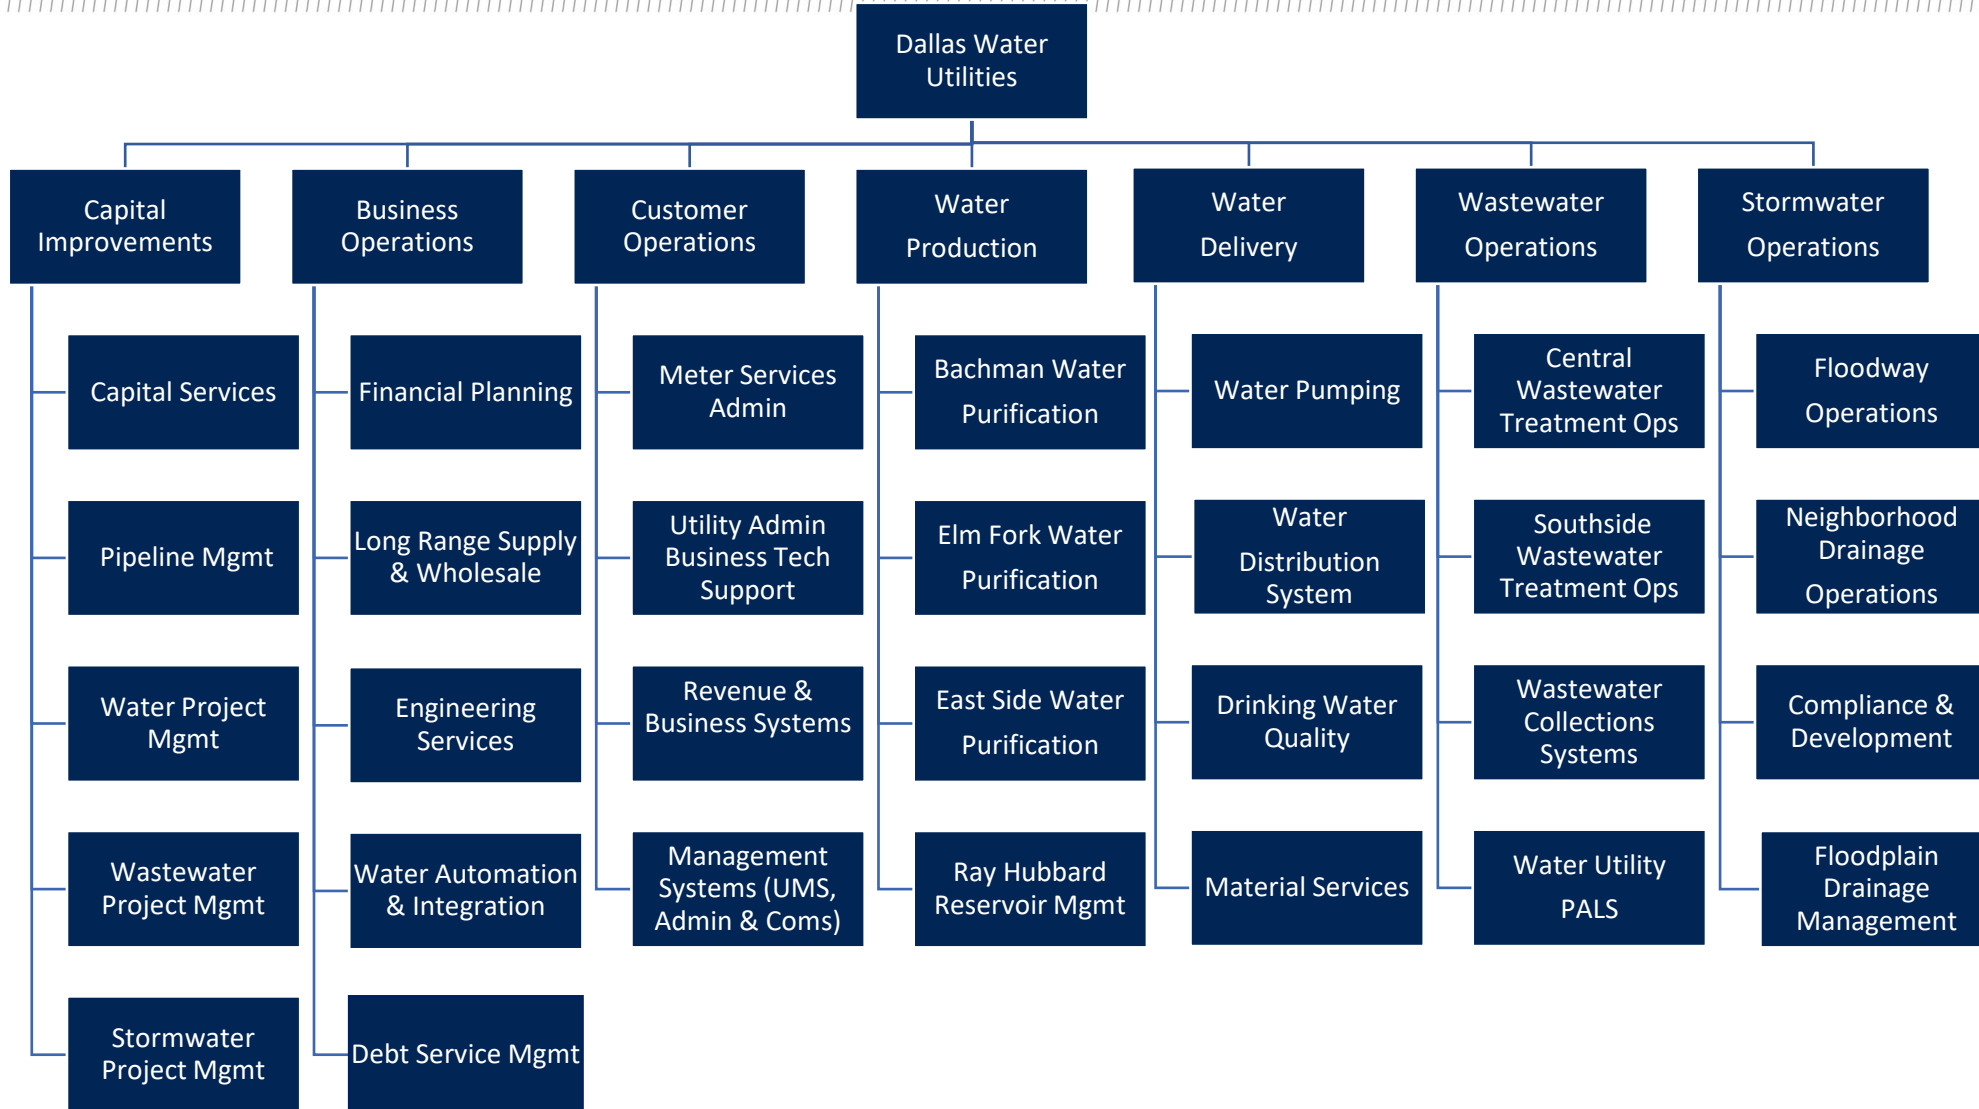 Dallas Water
Utilities
Capital
Improvements
Business
Operations
Customer
Operations
Water
Production
Water
Delivery
Wastewater
Operations
Stormwater
Operations
Capital Services
Pipeline Mgmt
Water Project
Mgmt
Wastewater
Project Mgmt
Stormwater
Project Mgmt
Financial Planning
Long Range Supply
& Wholesale
Engineering
Services
Water Automation
& Integration
Debt Service Mgmt
Meter Services
Admin
Utility Admin
Business Tech
Support
Revenue &
Business Systems
Management
Systems (UMS,
Admin & Coms)
Bachman Water
Purification
Elm Fork Water
Purification
East Side Water
Purification
Ray Hubbard
Reservoir Mgmt
Water Pumping
Water
Distribution
System
Drinking Water
Quality
Material Services
Central
Wastewater
Treatment Ops
Southside
Wastewater
Treatment Ops
Wastewater
Collections
Systems
Water Utility
PALS
Floodway
Operations
Neighborhood
Drainage
Operations
Compliance &
Development
Floodplain
Drainage
Management